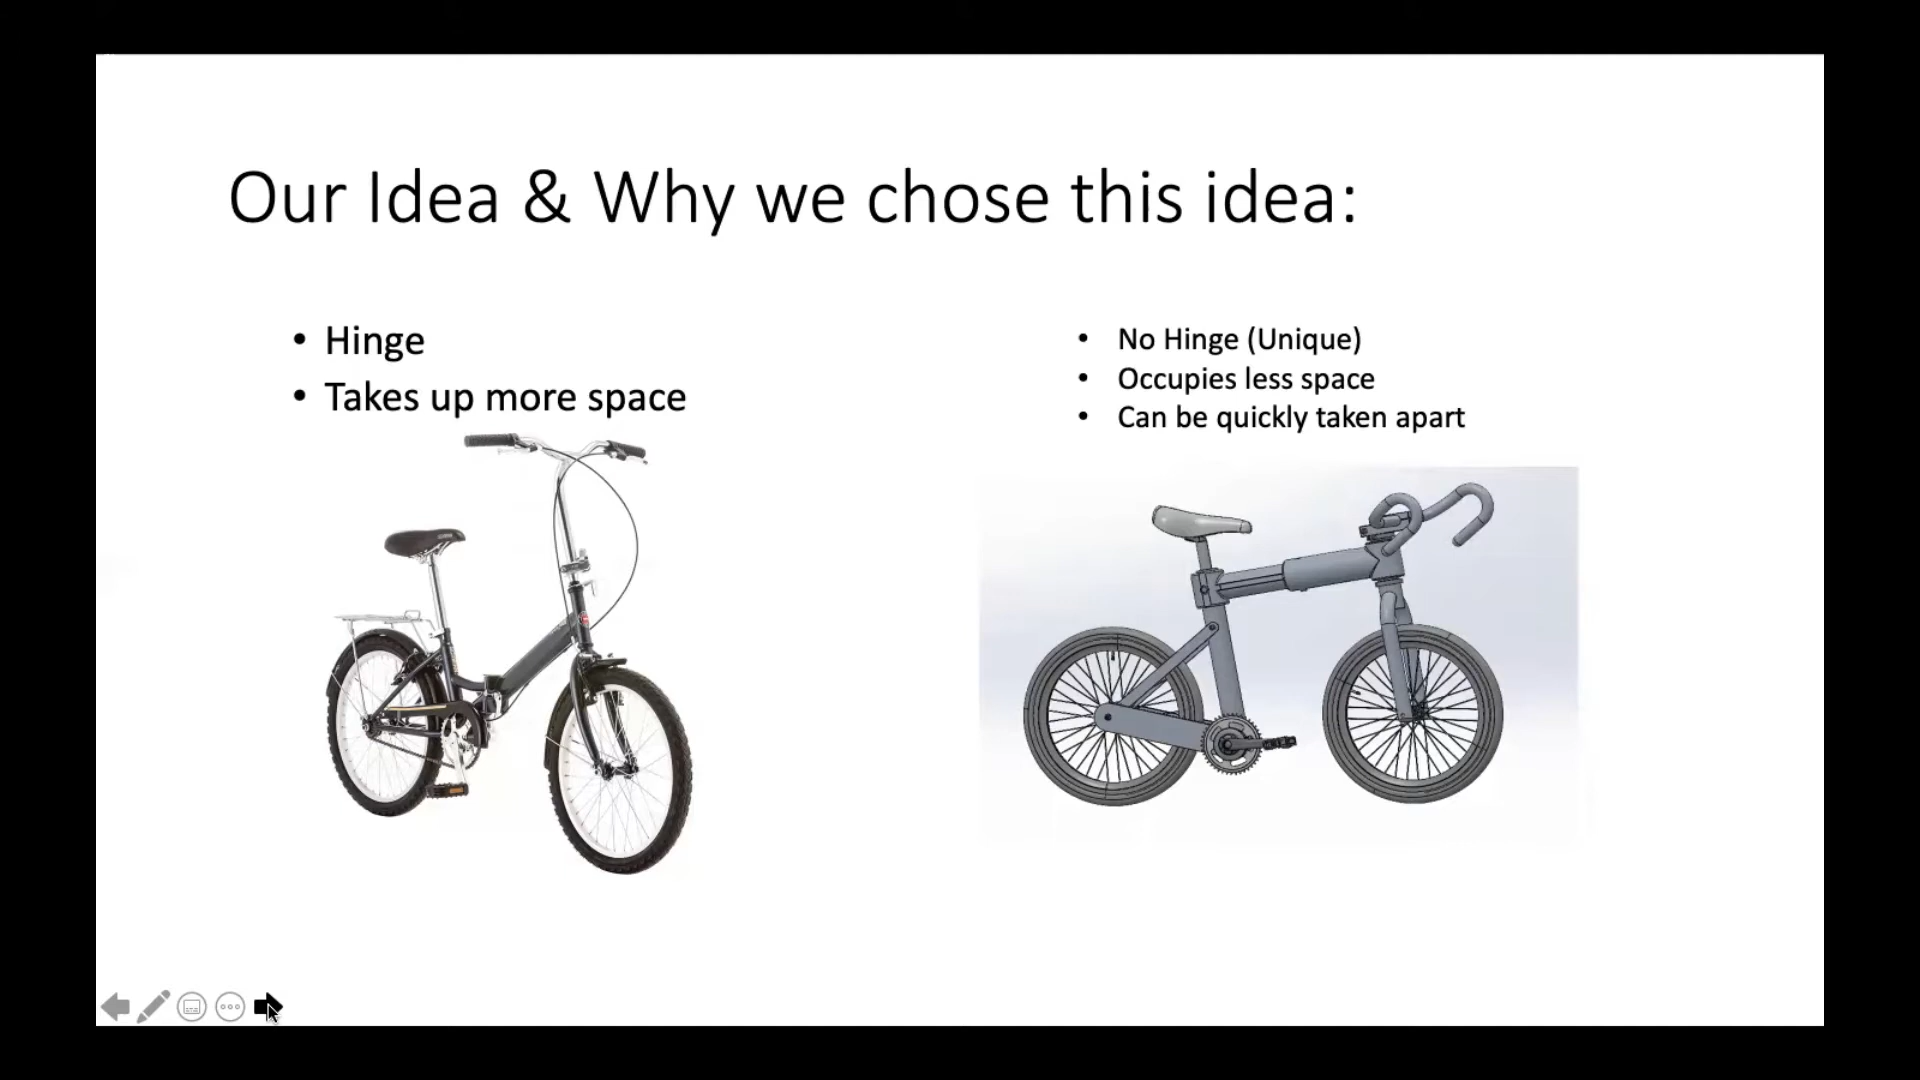 Our Idea & Why we chose this idea:
• Hinge
• Takes up more space
• No Hinge (Unique)
• Occupies less space
• Can be quickly taken apart